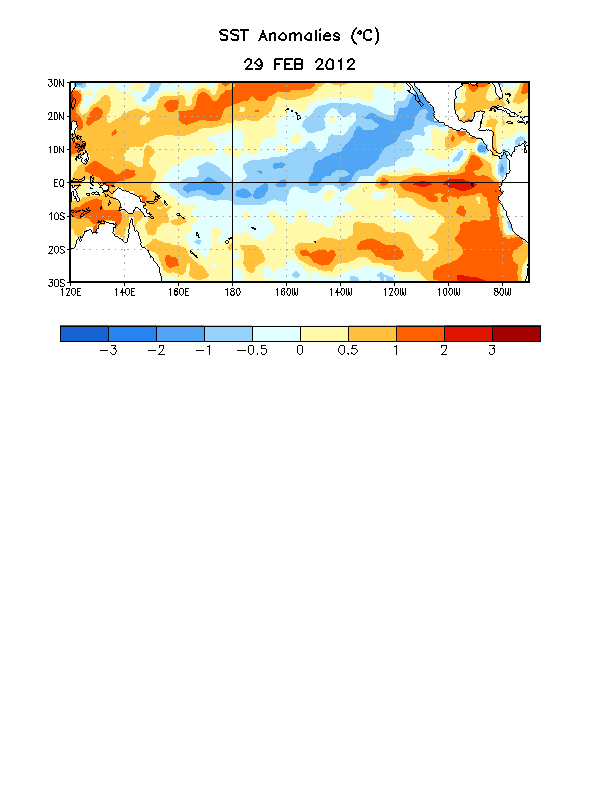 SST Anomalies (°C)
29 FEB 2012
30N
20N
10N
EQ
10S
20S
30S
120E 140E 160E 180 160W 140W 120W 100W 80W
-3 -2 -1 -0.5 0 0.5 1 2 3